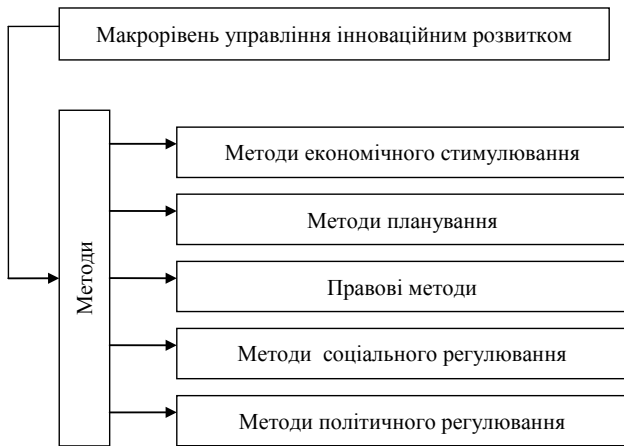 Макрорівень управління інноваційним розвитком
Методи
Методи економічного стимулювання
Методи планування
Правові методи
Методи соціального регулювання
Методи політичного регулювання